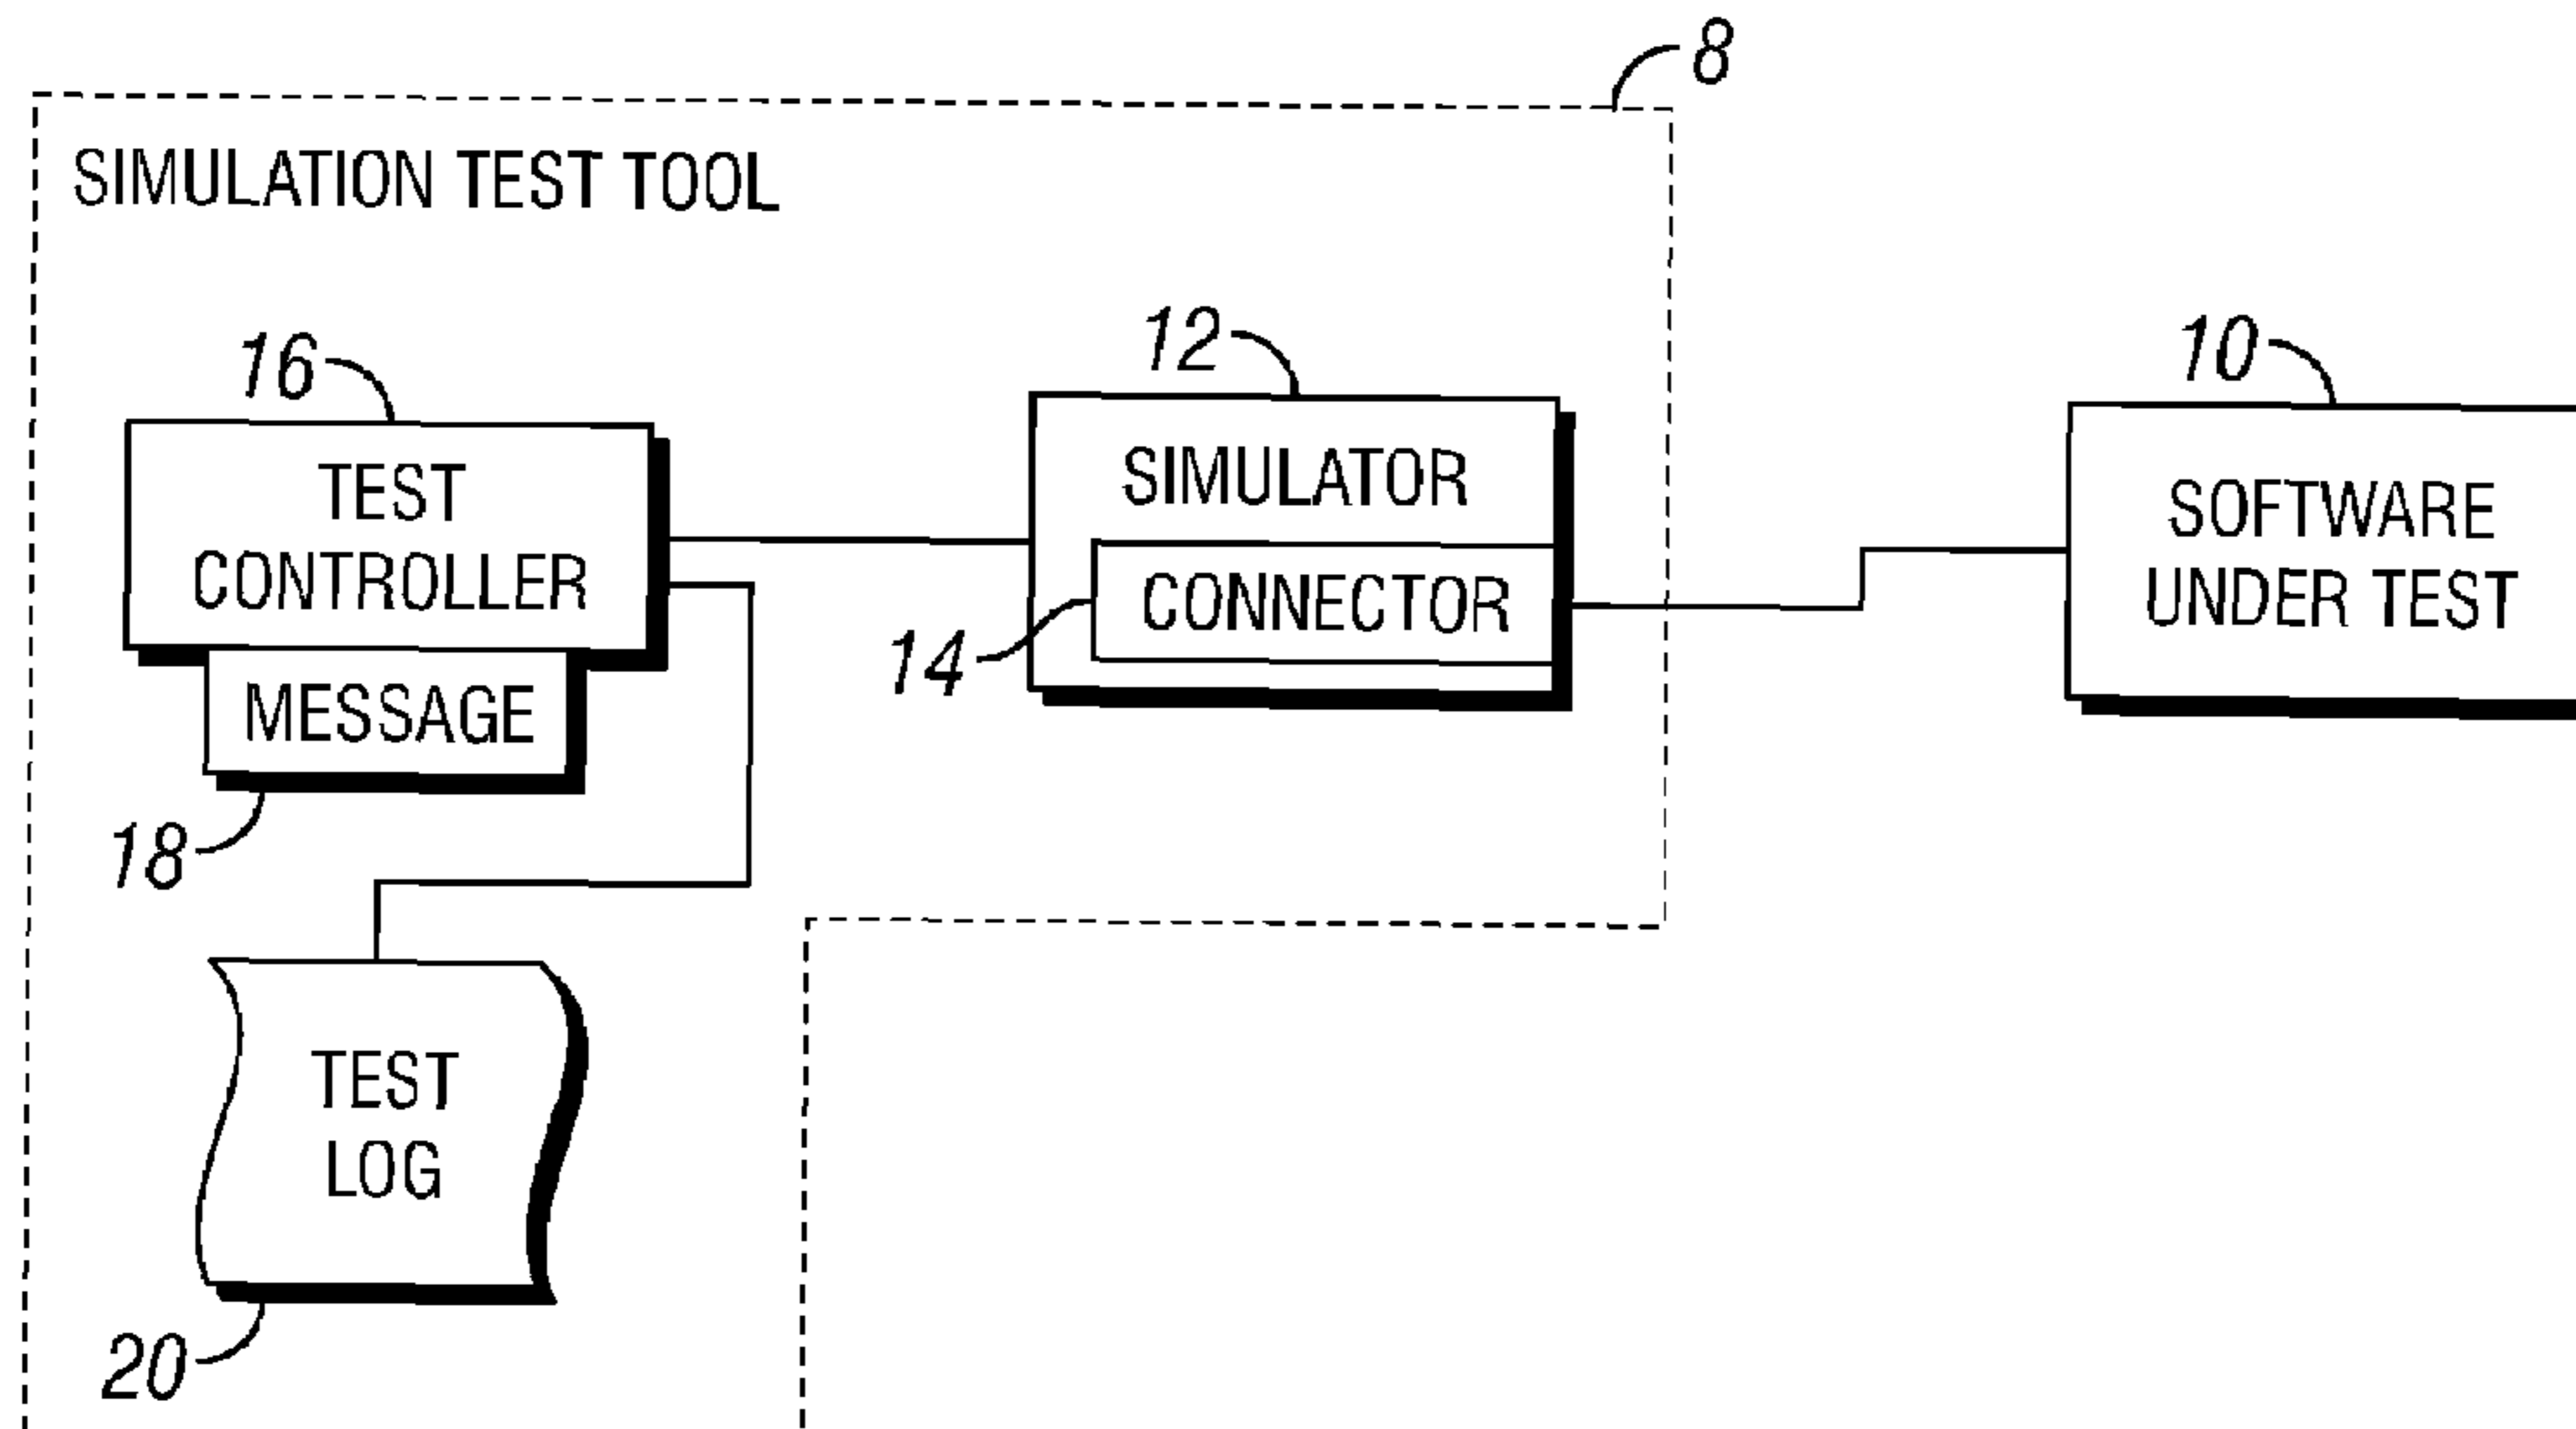 8
SIMULATION TEST TOOL
16
12
10
TEST
CONTROLLER
SIMULATOR
SOFTWARE
UNDER TEST
CONNECTOR
14
MESSAGE
18
TEST
LOG
20